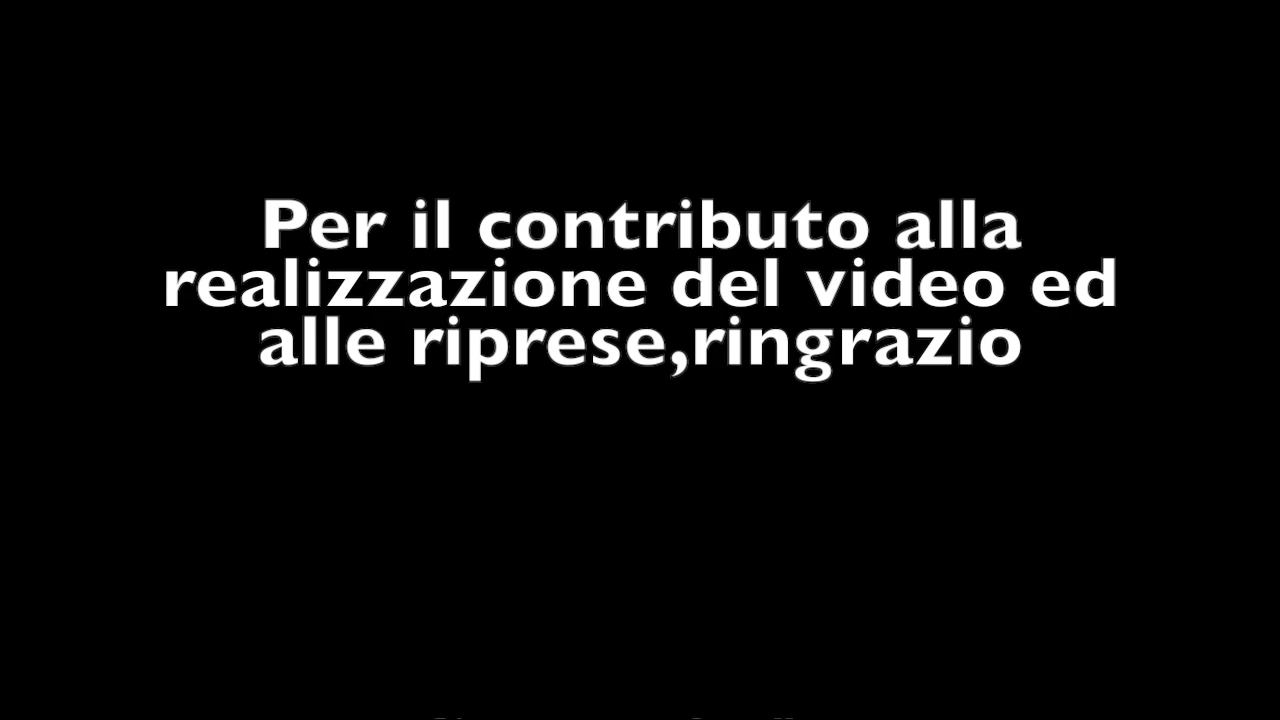 Per il contributo alla
realizzazione del video ed
alle riprese,ringrazio